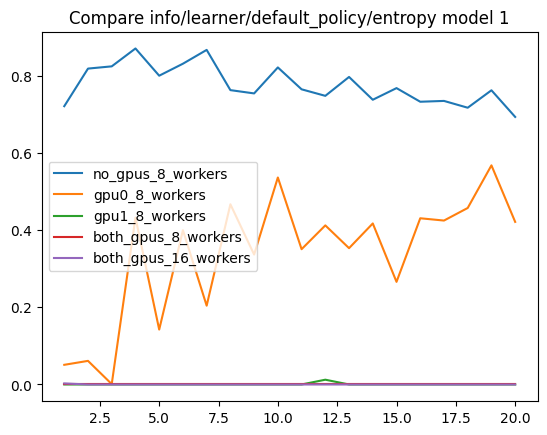 Compare info/learner/default_policy/entropy model 1
0.8
0.6
0.4
0.2
0.0
no_gpus_8_workers
gpu0_8_workers
gpu1_8_workers
both_gpus_8_workers
both_gpus_16_workers
2.5 5.0 7.5 10.0 12.5 15.0 17.5 20.0